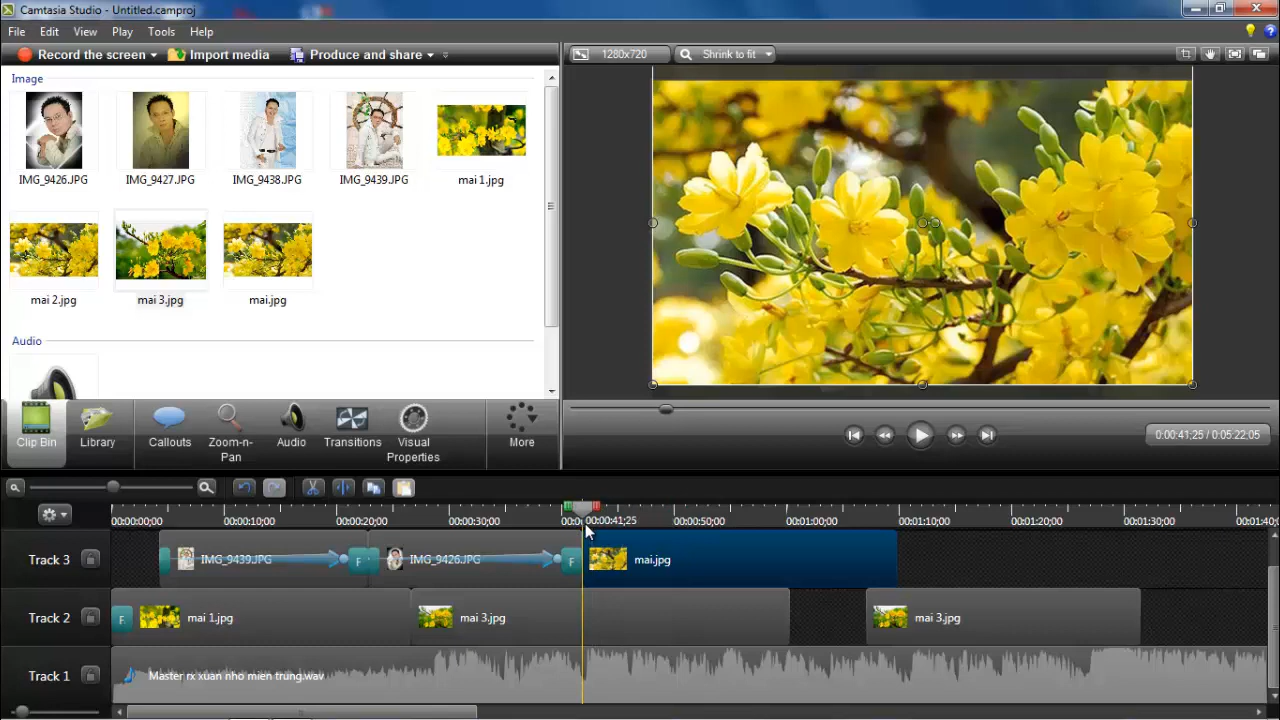 Camtasia Studio - Untitled.camproj
File Edit View Play Tools Help
Record the screen Import media Produce and share
1280x720 Shrink to fit
Image
IMG_9426.JPG IMG_9427.JPG IMG_9438.JPG IMG_9439.JPG mai 1.jpg
mai 2.jpg mai 3.jpg mai.jpg
Audio
Clip Bin Library Callouts Zoom-n-Pan Audio Transitions Visual Properties More
0:00:41;25 / 0:05:22;05
00:00:00;00 00:00:10;00 00:00:20;00 00:00:30;00 00:00:41;25 00:00:50;00 00:01:00;00 00:01:10;00 00:01:20;00 00:01:30;00
Track 3 IMG_9439.JPG F IMG_9426.JPG F mai.jpg
Track 2 F. mai 1.jpg mai 3.jpg mai 3.jpg
Track 1 Master rx xuan nho mien trung.wav